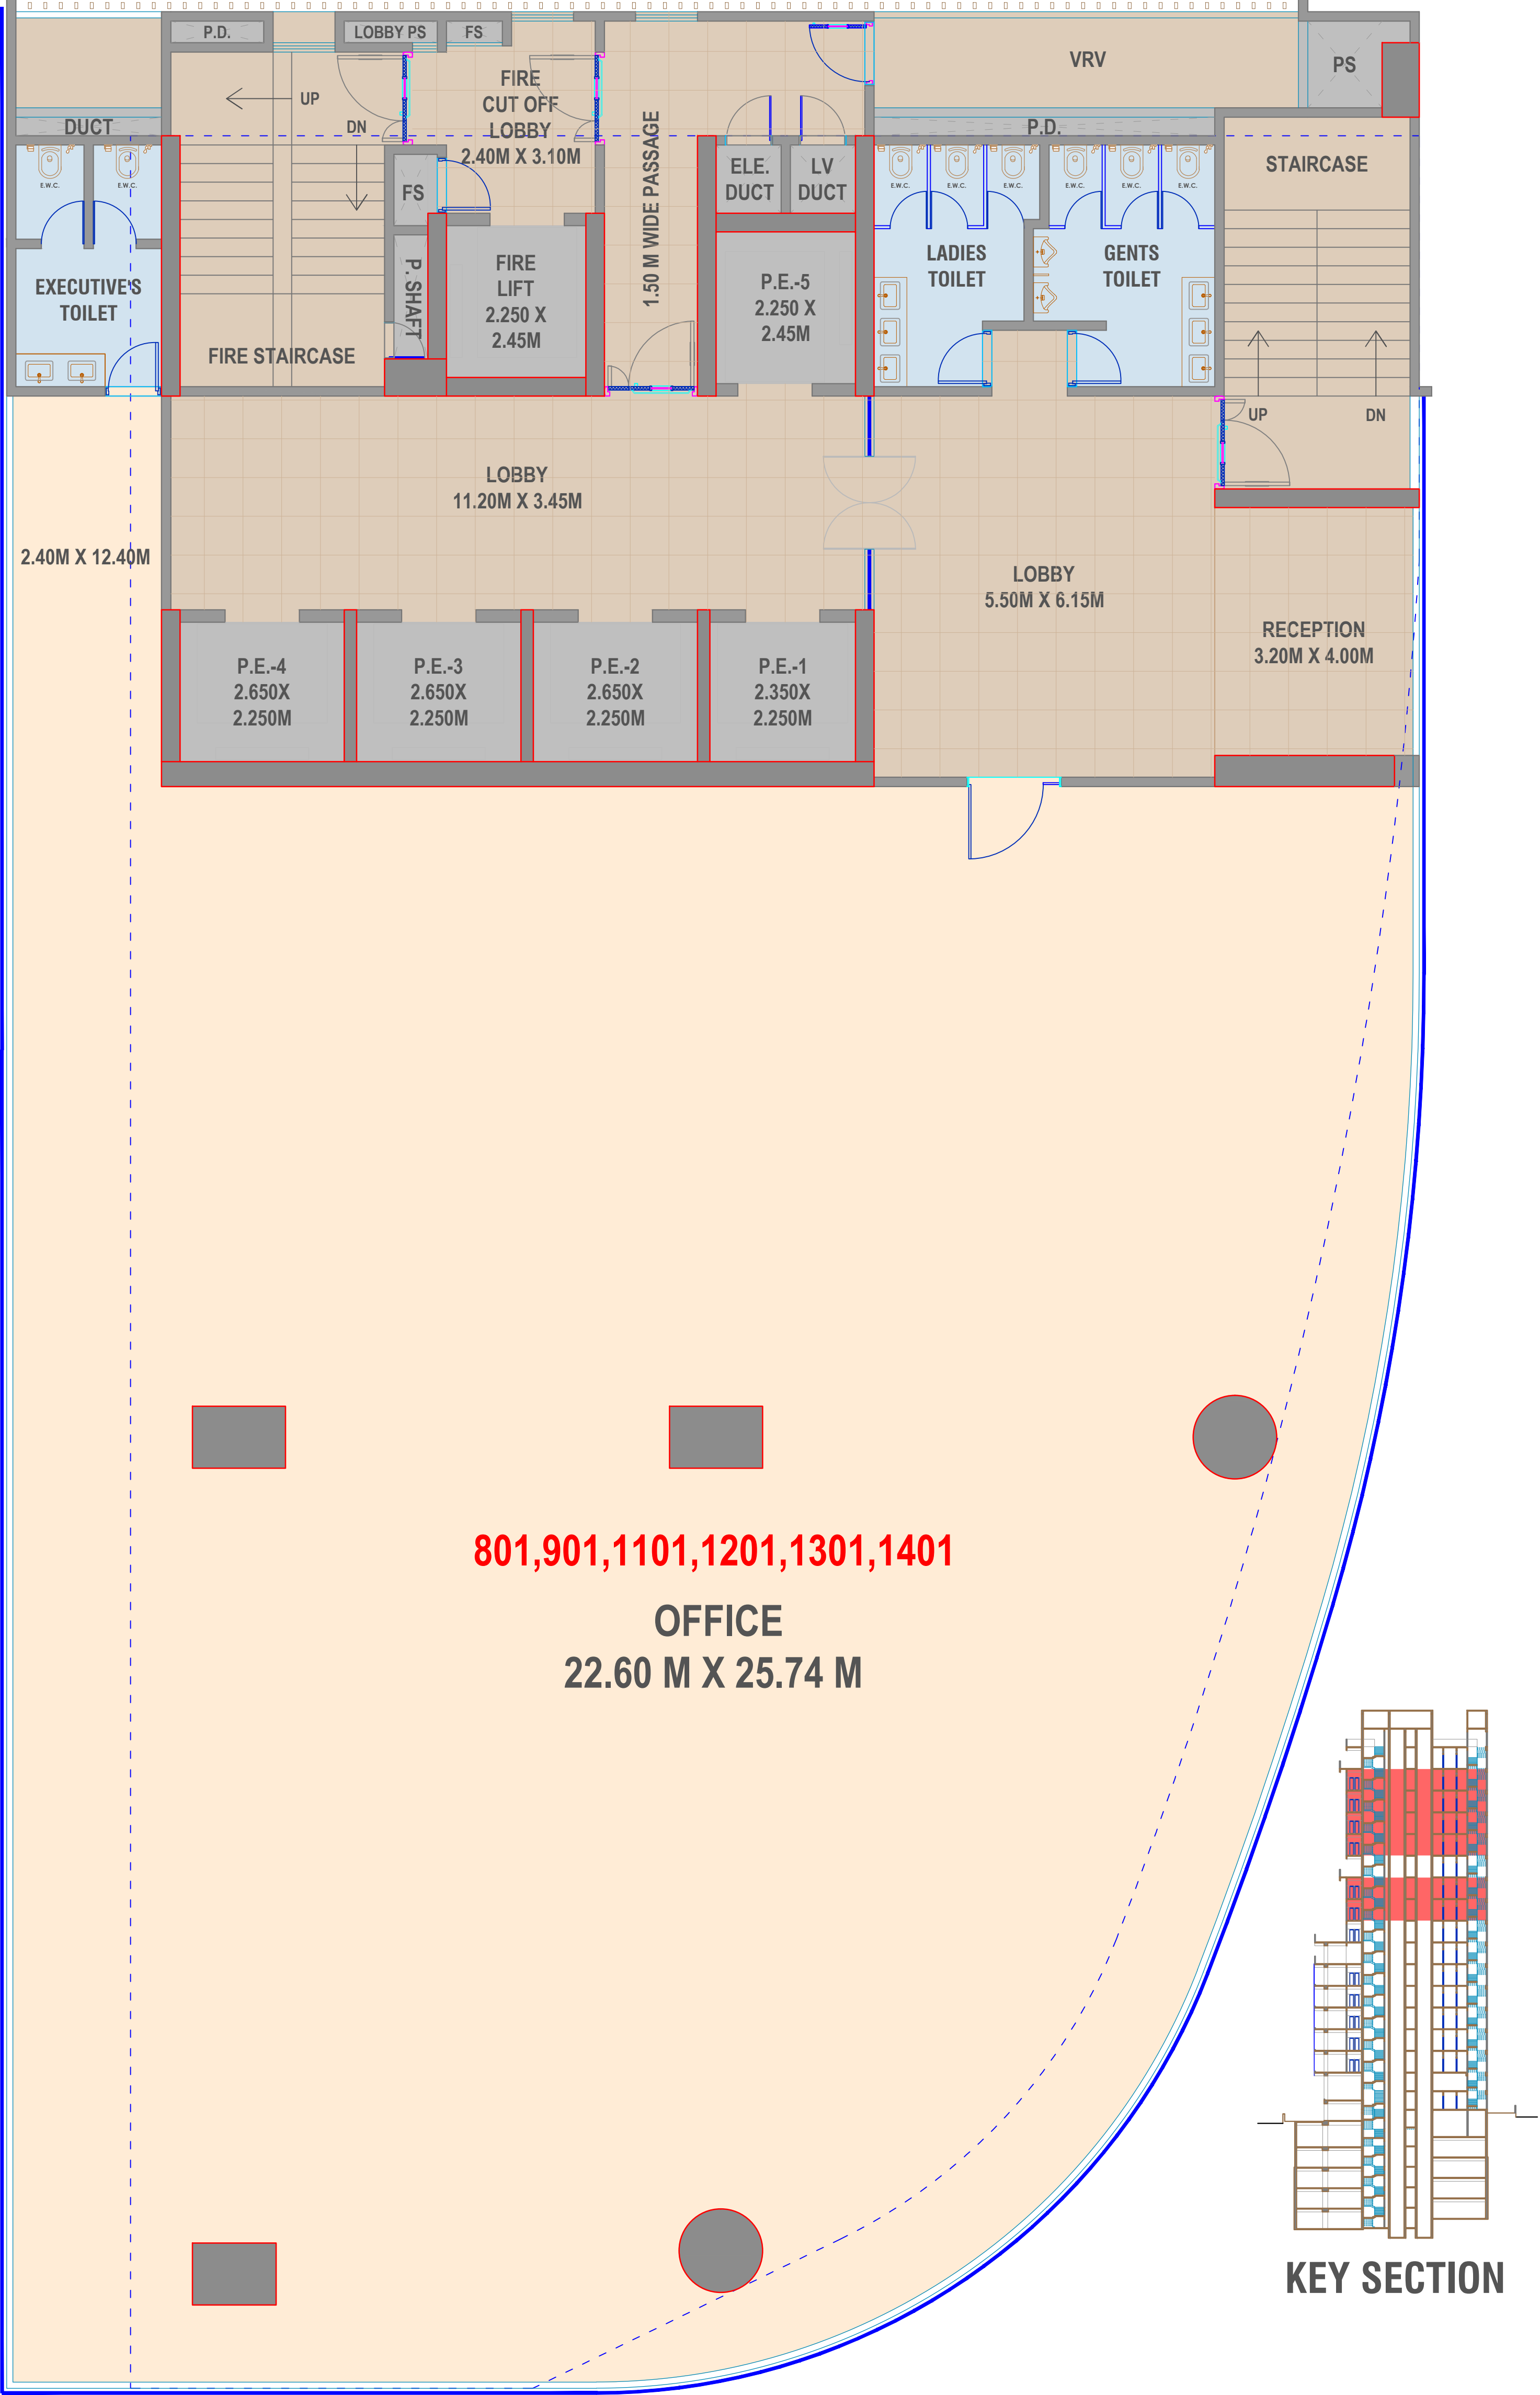 P.D.
LOBBY PS
FS
VRV
PS
UP
DN
FIRE
CUT OFF
LOBBY
2.40M X 3.10M
1.50 M WIDE PASSAGE
DUCT
P.D.
E.W.C.
E.W.C.
FS
ELE.
DUCT
LV
DUCT
E.W.C.
E.W.C.
E.W.C.
E.W.C.
E.W.C.
E.W.C.
STAIRCASE
EXECUTIVE'S
TOILET
FIRE STAIRCASE
P. SHAFT
FIRE
LIFT
2.250 X
2.45M
P.E.-5
2.250 X
2.45M
LADIES
TOILET
GENTS
TOILET
UP
DN
LOBBY
11.20M X 3.45M
2.40M X 12.40M
LOBBY
5.50M X 6.15M
RECEPTION
3.20M X 4.00M
P.E.-4
2.650X
2.250M
P.E.-3
2.650X
2.250M
P.E.-2
2.650X
2.250M
P.E.-1
2.350X
2.250M
801,901,1101,1201,1301,1401
OFFICE
22.60 M X 25.74 M
KEY SECTION